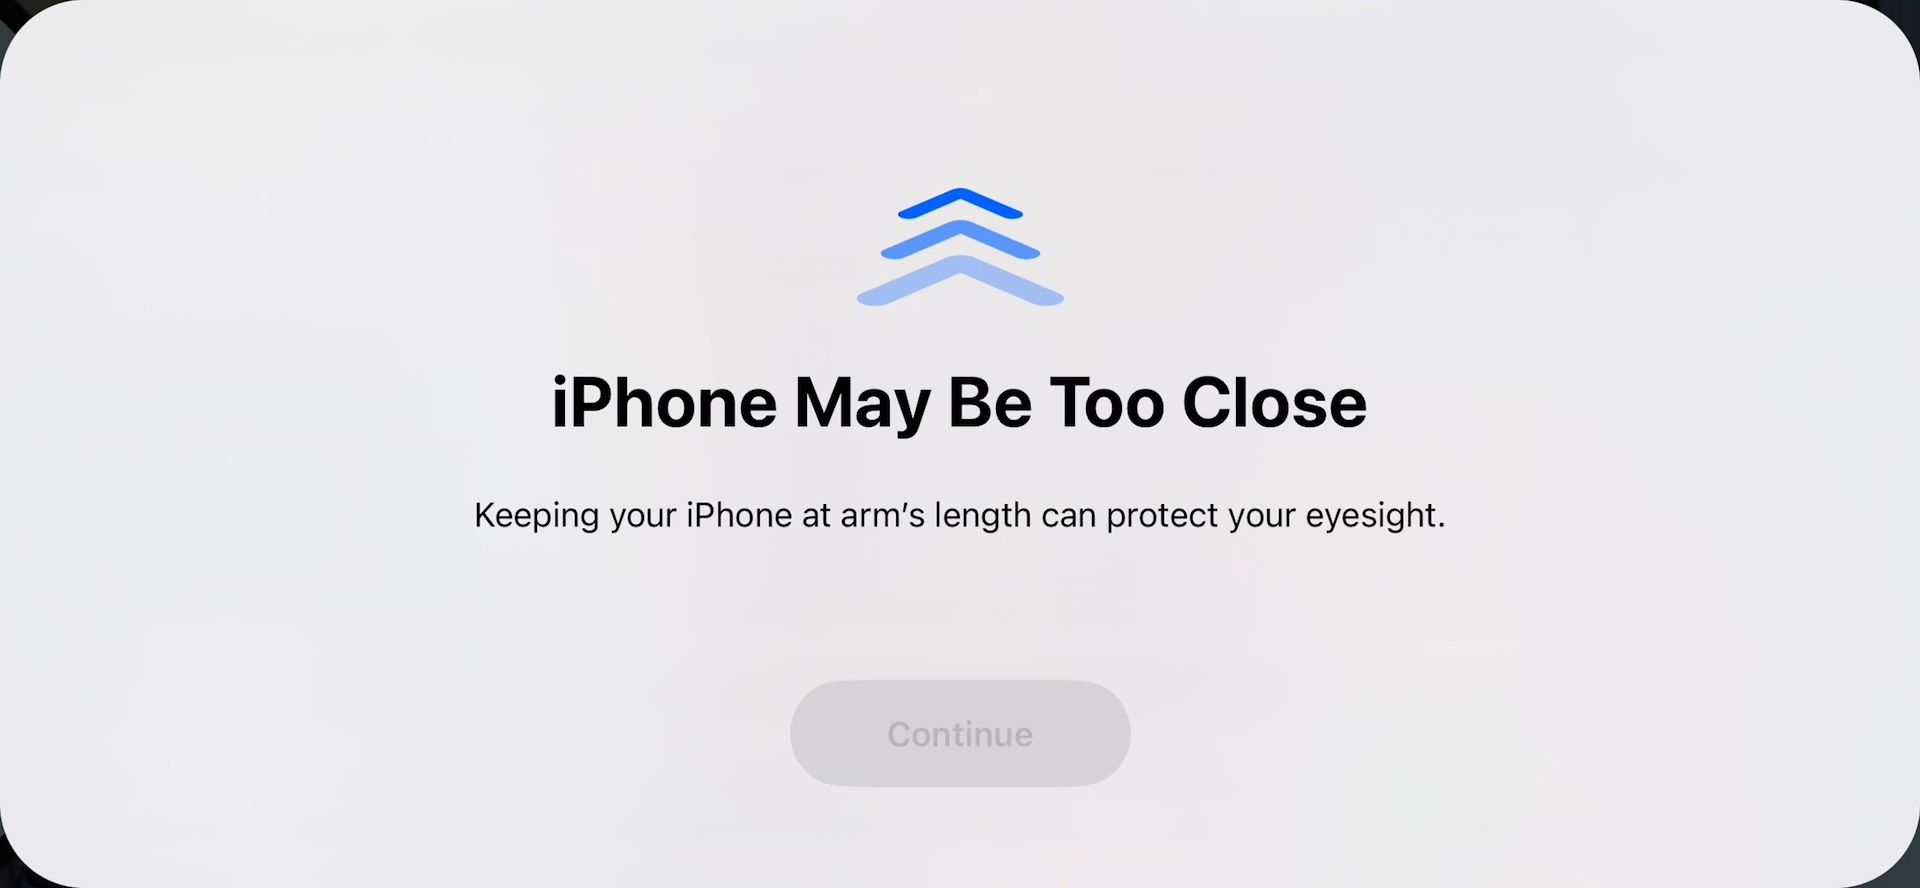 iPhone May Be Too Close
Keeping your iPhone at arm’s length can protect your eyesight.
Continue